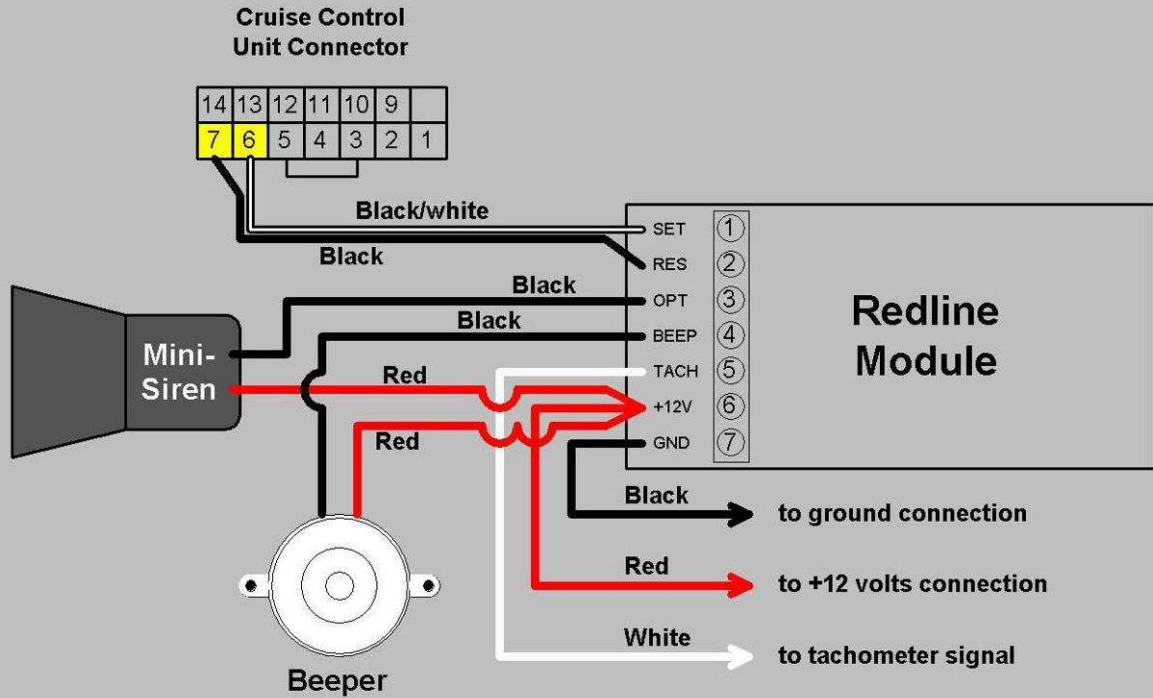 Cruise Control
Unit Connector
14 13 12 11 10 9
7 6 5 4 3 2 1
Black/white
Black
Black
Black
Red
Red
Mini-
Siren
SET 1
RES 2
OPT 3
BEEP 4
TACH 5
+12V 6
GND 7
Redline
Module
Black
to ground connection
Red
to +12 volts connection
White
to tachometer signal
Beeper